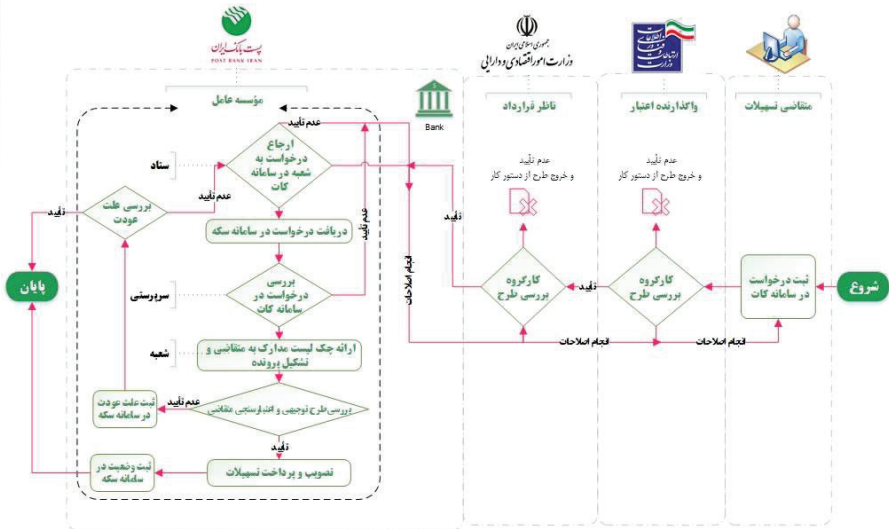 متقاضی تسهیلات
شروع
ثبت درخواست
در سامانه کات
انجام اصلاحات
واگذارنده اعتبار
عدم تأیید
و خروج طرح از دستور کار
کارگروه
بررسی طرح
انجام اصلاحات
تأیید
جمهوری اسلامی ایران
وزارت امور اقتصادی و دارایی
ناظر قرارداد
عدم تأیید
و خروج طرح از دستور کار
کارگروه
بررسی طرح
انجام اصلاحات
تأیید
انجام اصلاحات
پست بانک ایران
POST BANK IRAN
Bank
مؤسسه عامل
عدم تأیید
ستاد
ارجاع
درخواست به
شعبه در سامانه
کات
دریافت درخواست در سامانه سکه
عدم تأیید
سرپرستی
بررسی
درخواست در
سامانه کات
شعبه
ارائه چک لیست مدارک به متقاضی و
تشکیل پرونده
بررسی طرح توجیهی و اعتبارسنجی متقاضی
تأیید
تصویب و پرداخت تسهیلات
ثبت وضعیت در
سامانه سکه
عدم تأیید
ثبت علت عودت
در سامانه سکه
بررسی علت
عودت
عدم تأیید
تأیید
پایان